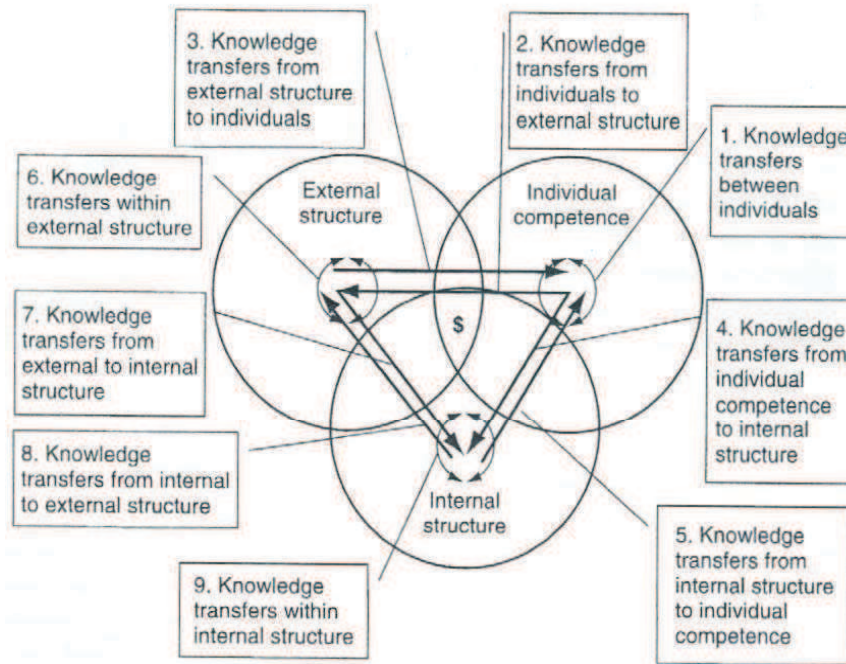 3. Knowledge
transfers from
external structure
to individuals
2. Knowledge
transfers from
individuals to
external structure
1. Knowledge
transfers
between
individuals
6. Knowledge
transfers within
external structure
External
structure
Individual
competence
7. Knowledge
transfers from
external to internal
structure
$
4. Knowledge
transfers from
individual
competence
to internal
structure
8. Knowledge
transfers from internal
to external structure
Internal
structure
5. Knowledge
transfers from
internal structure
to individual
competence
9. Knowledge
transfers within
internal structure